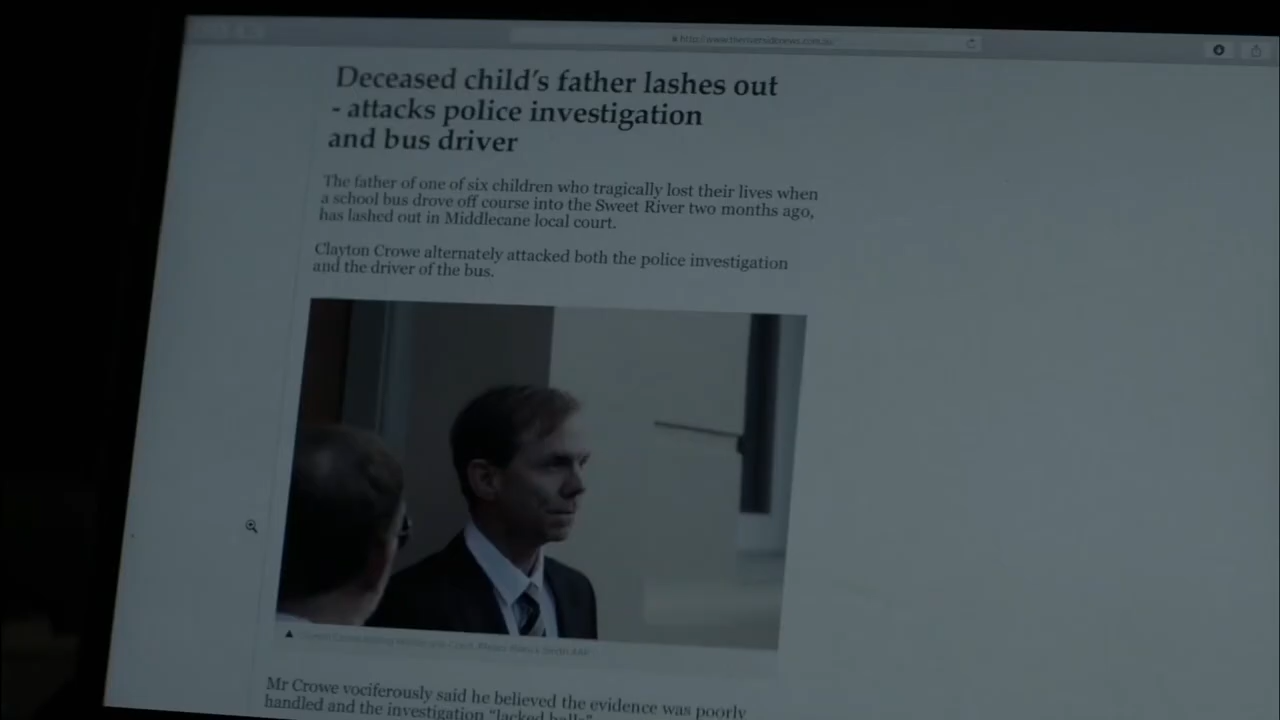 Deceased child's father lashes out
- attacks police investigation
and bus driver
The father of one of six children who tragically lost their lives when
a school bus drove off course into the Sweet River two months ago,
has lashed out in Middlecane local court.
Clayton Crowe alternately attacked both the police investigation
and the driver of the bus.
Mr Crowe vociferously said he believed the evidence was poorly
handled and the investigation "lacked balls"